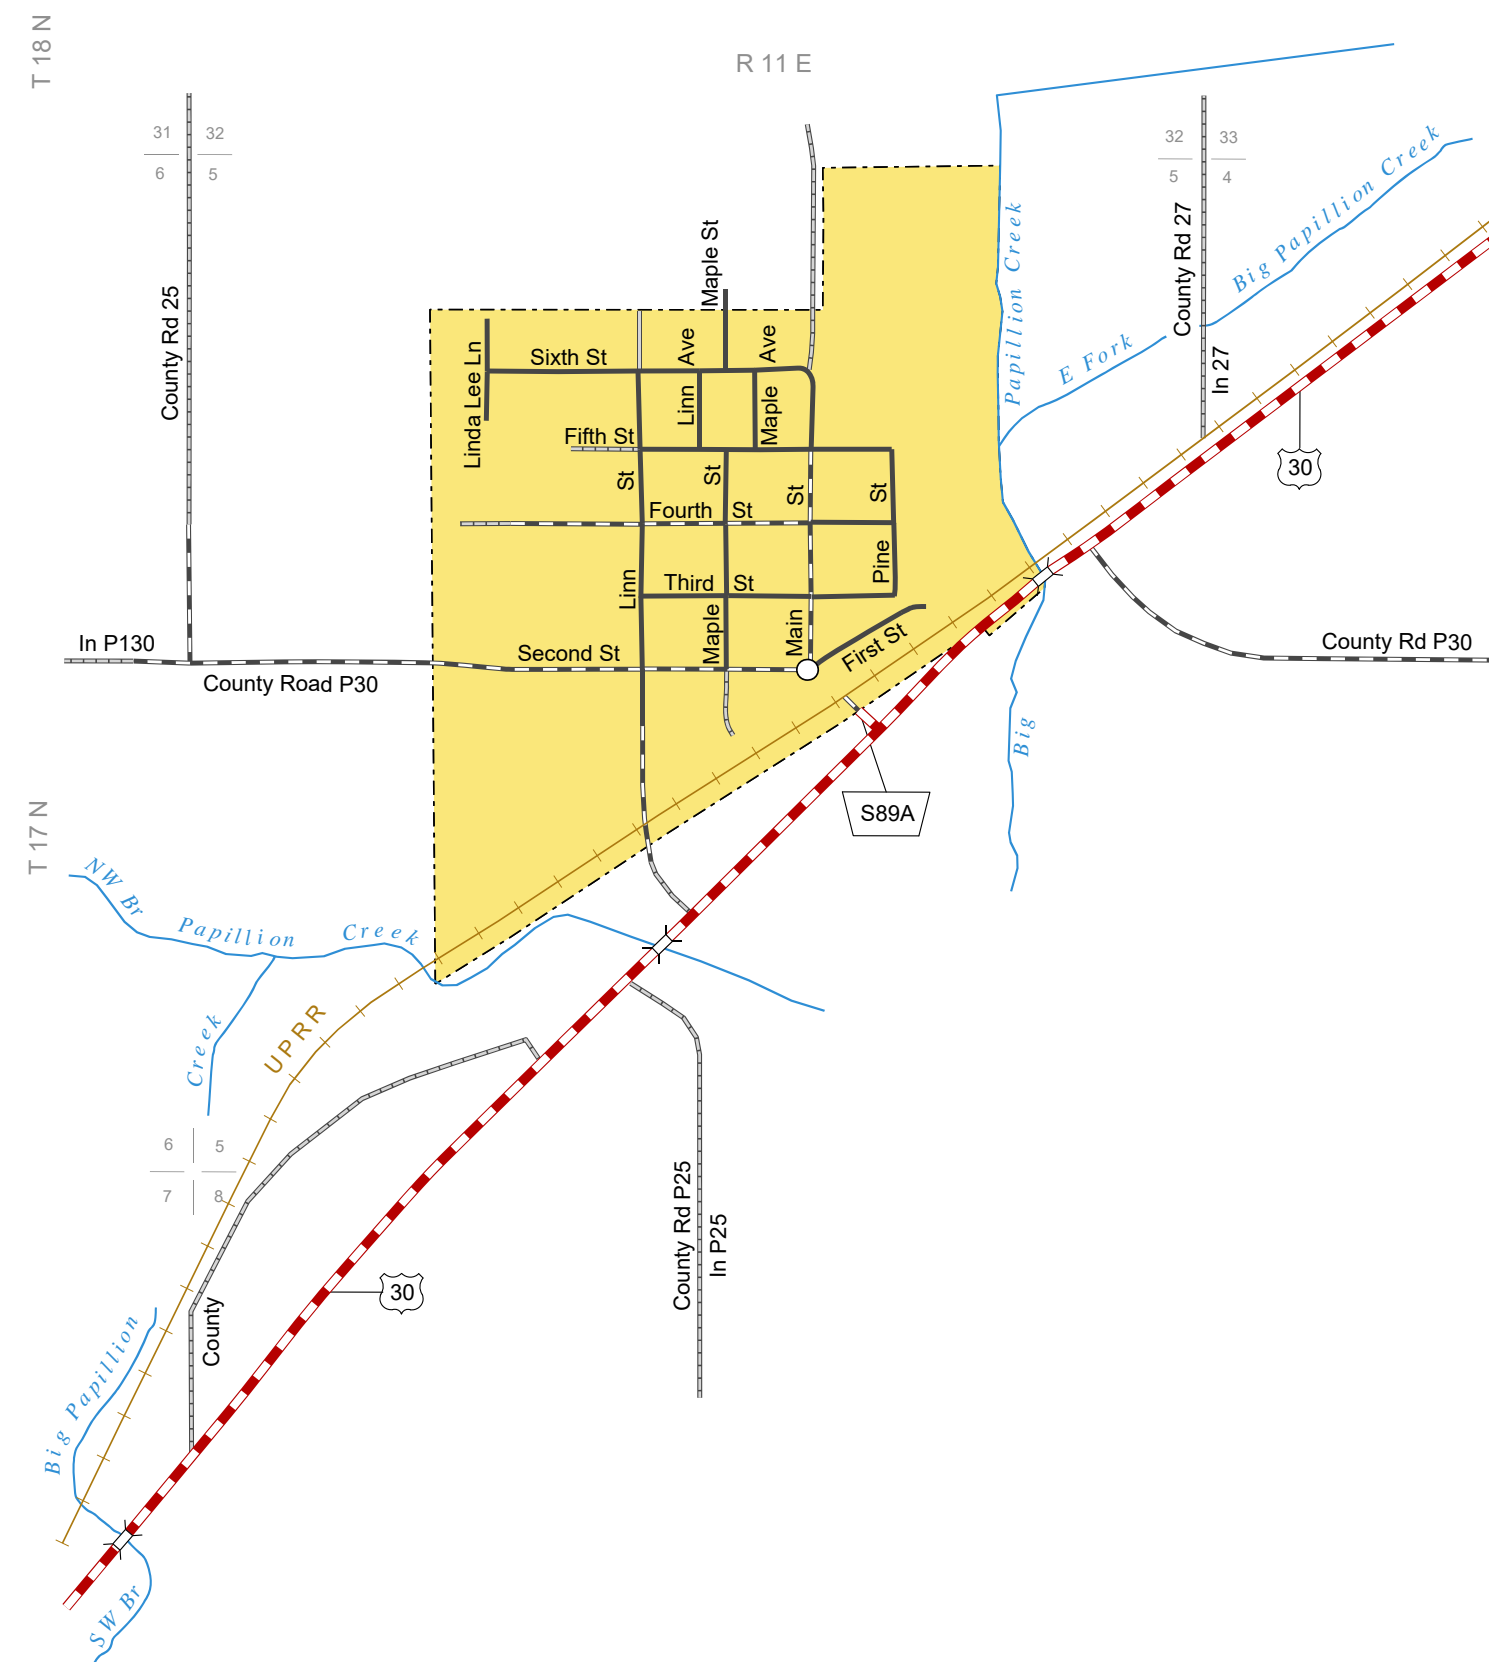 T 18 N
R 11 E
31
32
6
5
32
33
5
4
County Rd 25
Maple St
Papillion Creek
County Rd 27
In 27
Big Papillion Creek
E Fork
Linda Lee Ln
Sixth St
Ave
Ave
Linn
Maple
Fifth St
St
St
St
St
30
Fourth St
Pine
Third St
Linn
Maple
Main
First St
In P130
County Road P30
Second St
County Rd P30
Big
S89A
T 17 N
NW Br
Papillion
Creek
Creek
UPRR
6
5
7
8
County Rd P25
In P25
30
County
Big Papillion
SW Br